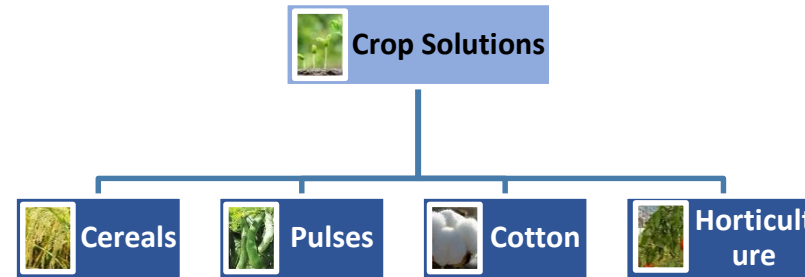 Crop Solutions
Cereals
Pulses
Cotton
Horticult
ure